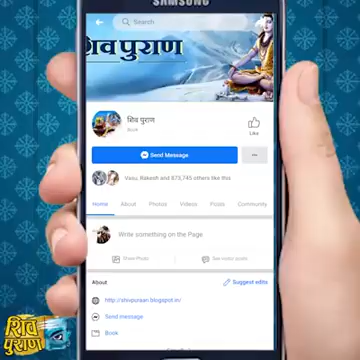 SAMSUNG
Search
शिवपुराण
शिव पुराण
Book
Like
Send Message
Vasu, Rakesh and 873,745 others like this
Home About Photos Videos Posts Community
Write something on the Page
Share Photo
See visitor posts
About
Suggest edits
http://shivpuraan.blogspot.in/
Send message
Book
शिव
पुराण